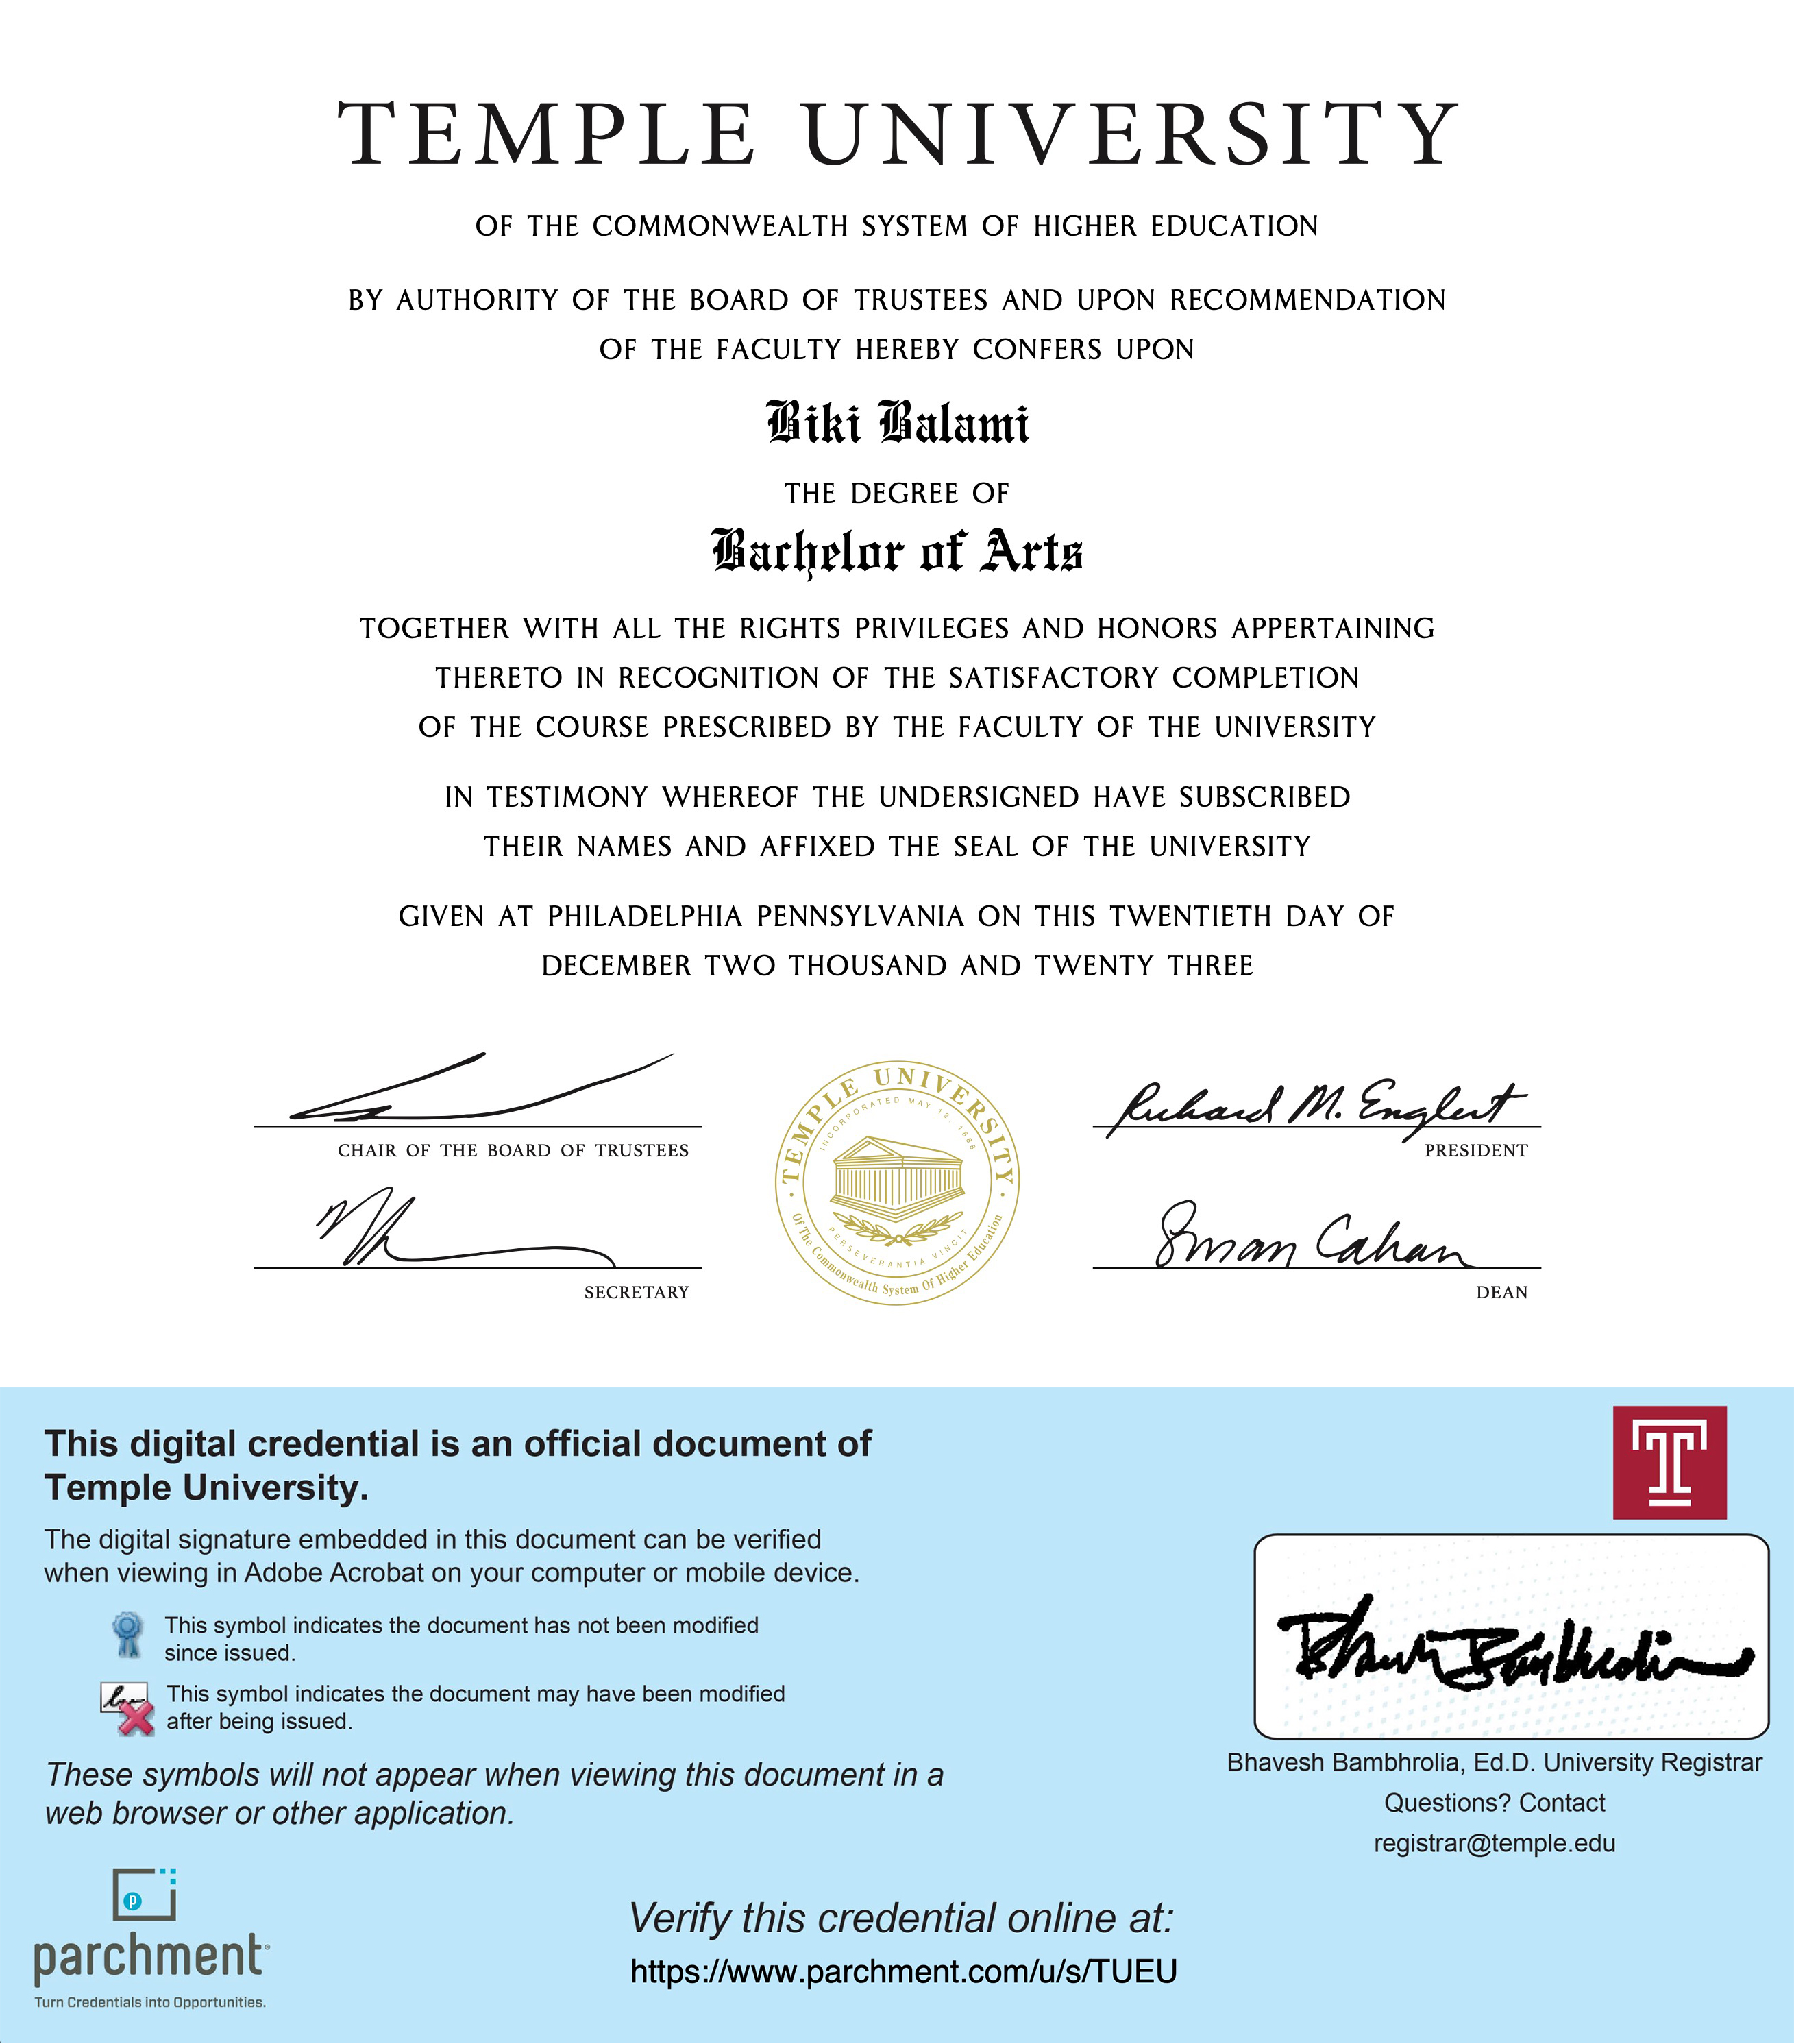 TEMPLE UNIVERSITY
OF THE COMMONWEALTH SYSTEM OF HIGHER EDUCATION
BY AUTHORITY OF THE BOARD OF TRUSTEES AND UPON RECOMMENDATION
OF THE FACULTY HEREBY CONFERS UPON
Biki Balami
THE DEGREE OF
Bachelor of Arts
TOGETHER WITH ALL THE RIGHTS PRIVILEGES AND HONORS APPERTAINING
THERETO IN RECOGNITION OF THE SATISFACTORY COMPLETION
OF THE COURSE PRESCRIBED BY THE FACULTY OF THE UNIVERSITY
IN TESTIMONY WHEREOF THE UNDERSIGNED HAVE SUBSCRIBED
THEIR NAMES AND AFFIXED THE SEAL OF THE UNIVERSITY
GIVEN AT PHILADELPHIA PENNSYLVANIA ON THIS TWENTIETH DAY OF
DECEMBER TWO THOUSAND AND TWENTY THREE
CHAIR OF THE BOARD OF TRUSTEES
SECRETARY
TEMPLE UNIVERSITY
INCORPORATED MAY 12, 1888
PERSEVERANTIA VINCIT
Of The Commonwealth System Of Higher Education
Richard M. Englert
PRESIDENT
Susan Cahan
DEAN
This digital credential is an official document of
Temple University.
The digital signature embedded in this document can be verified
when viewing in Adobe Acrobat on your computer or mobile device.
This symbol indicates the document has not been modified
since issued.
This symbol indicates the document may have been modified
after being issued.
These symbols will not appear when viewing this document in a
web browser or other application.
T
Bhavesh Bambhrolia
Bhavesh Bambhrolia, Ed.D. University Registrar
Questions? Contact
registrar@temple.edu
p
parchment
Turn Credentials into Opportunities.
Verify this credential online at:
https://www.parchment.com/u/s/TUEU